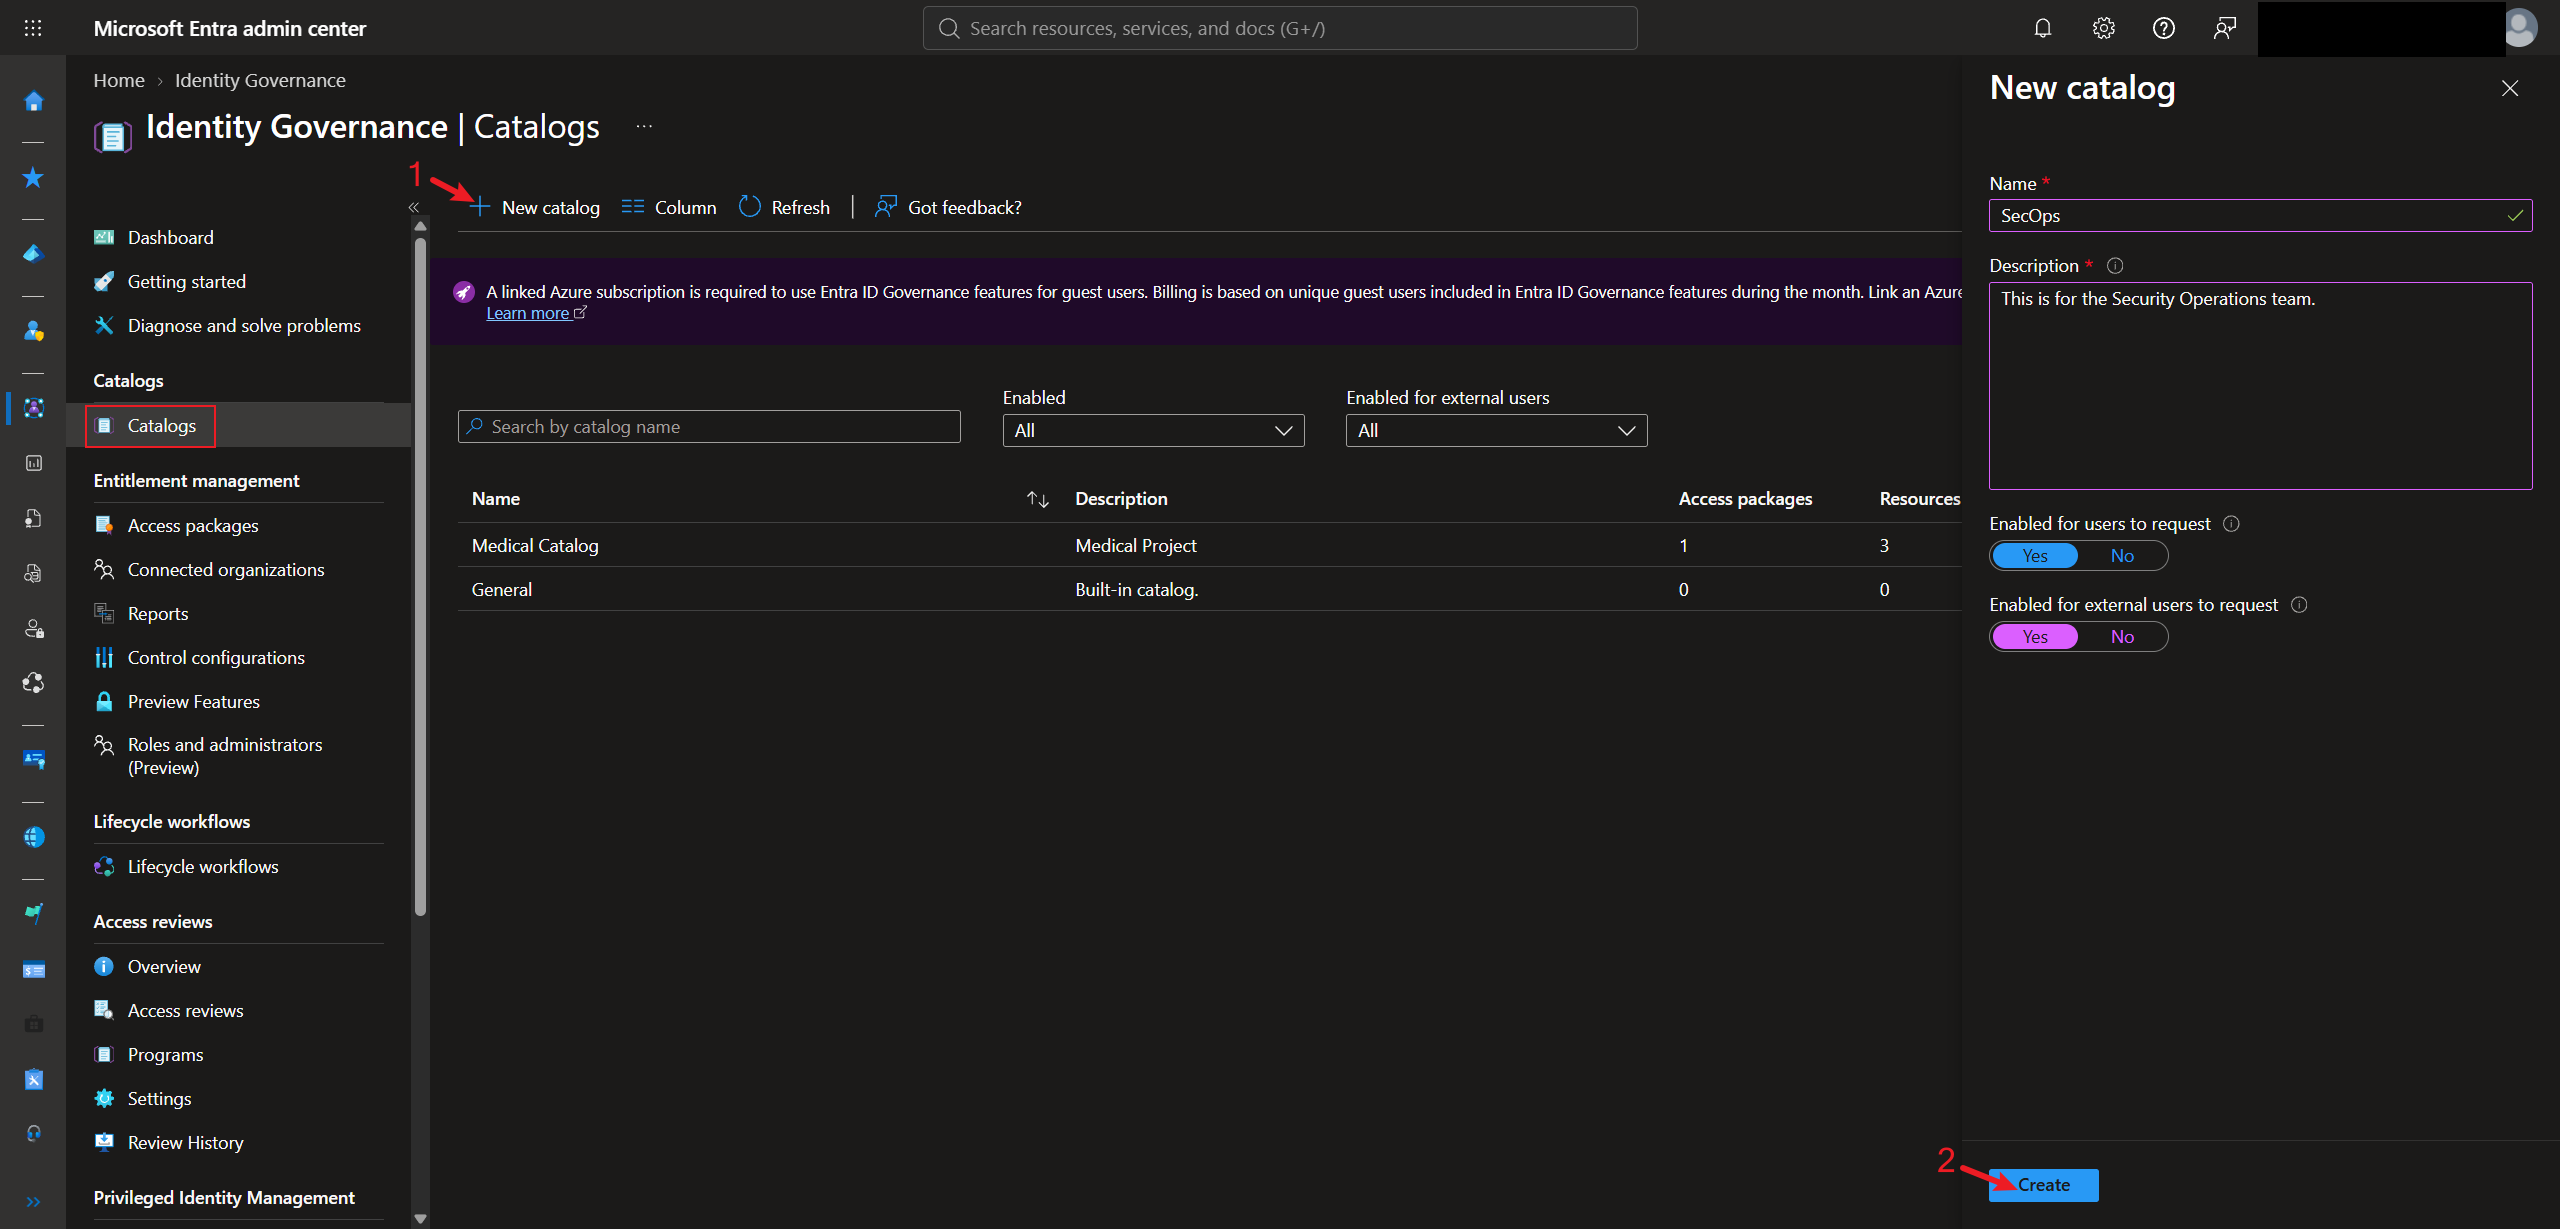 Microsoft Entra admin center
Search resources, services, and docs (G+/)
Home > Identity Governance
Identity Governance | Catalogs
...
1
«
New catalog
Column
Refresh
|
Got feedback?
Dashboard
Getting started
Diagnose and solve problems
Catalogs
Catalogs
Entitlement management
Access packages
Connected organizations
Reports
Control configurations
Preview Features
Roles and administrators
(Preview)
Lifecycle workflows
Lifecycle workflows
Access reviews
Overview
Access reviews
Programs
Settings
Review History
Privileged Identity Management
A linked Azure subscription is required to use Entra ID Governance features for guest users. Billing is based on unique guest users included in Entra ID Governance features during the month. Link an Azure
Learn more
Search by catalog name
Enabled
All
Enabled for external users
All
Name Description Access packages Resources
Medical Catalog Medical Project 1 3
General Built-in catalog. 0 0
New catalog
Name *
SecOps
Description *
This is for the Security Operations team.
Enabled for users to request
Yes No
Enabled for external users to request
Yes No
2
Create